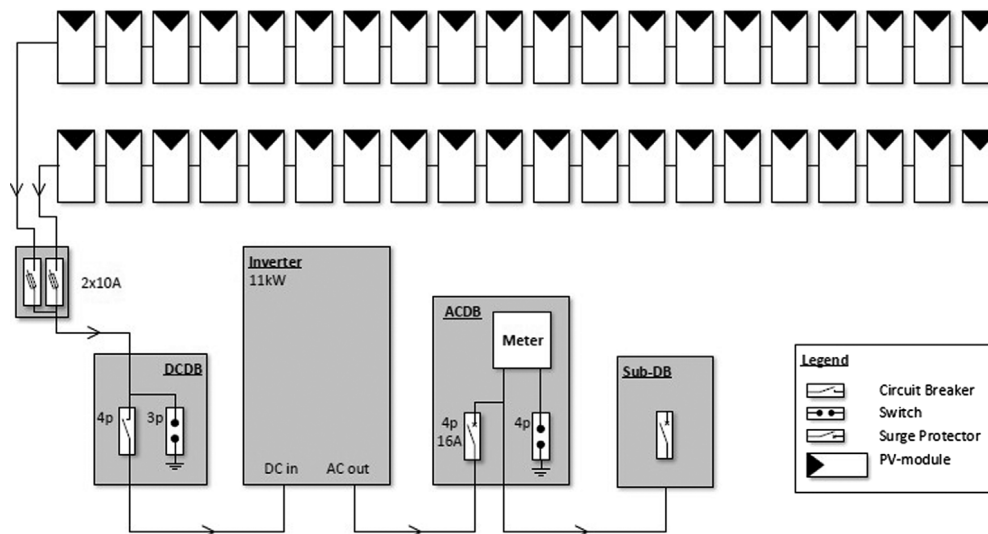 2x10A
Inverter
11kW
DC in
AC out
DCDB
4p
3p
ACDB
Meter
4p
16A
4p
Sub-DB
Legend
Circuit Breaker
Switch
Surge Protector
PV-module